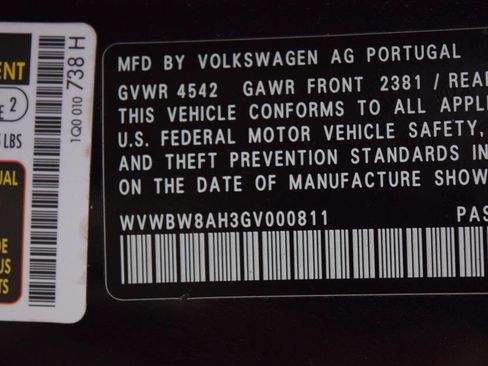 ENT
E 2
LBS
UAL
DE
US
TS
1Q0 010 738 H
MFD BY VOLKSWAGEN AG PORTUGAL
GVWR 4542 GAWR FRONT 2381 / REAR
THIS VEHICLE CONFORMS TO ALL APPL
U.S. FEDERAL MOTOR VEHICLE SAFETY,
AND THEFT PREVENTION STANDARDS IN
ON THE DATE OF MANUFACTURE SHOW
WVWBW8AH3GV000811 PAS